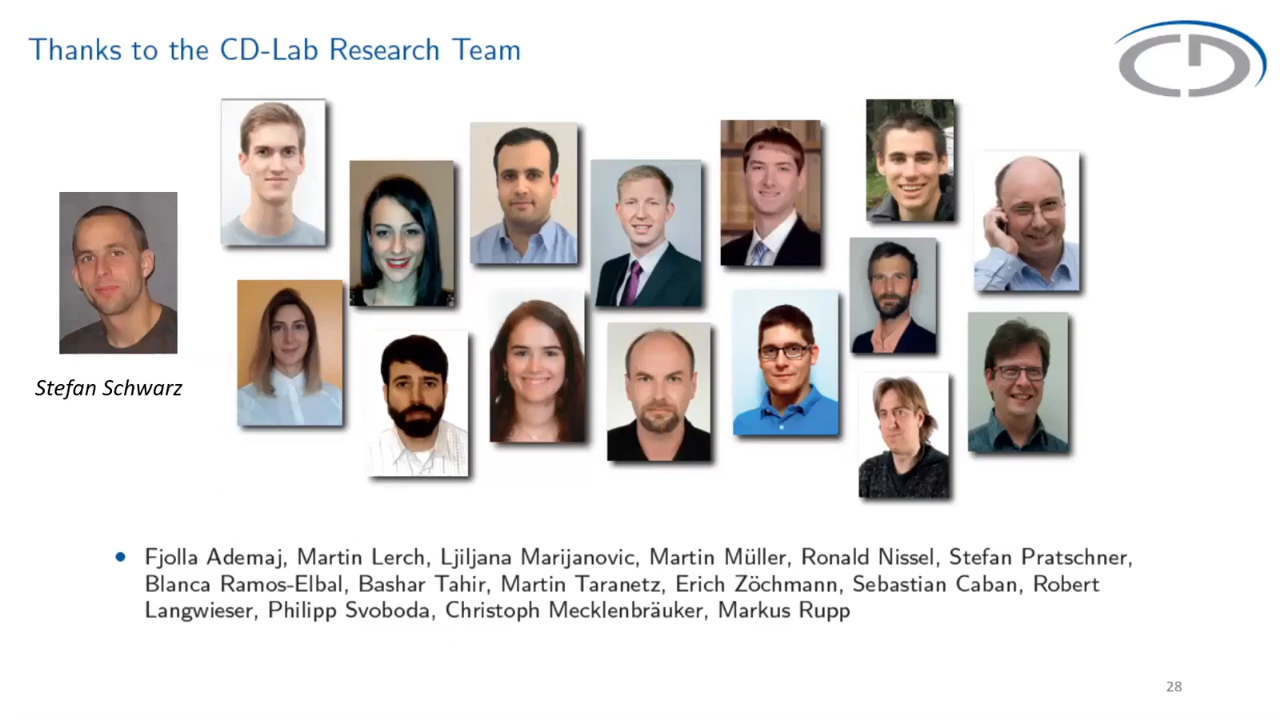 Thanks to the CD-Lab Research Team
CD
Stefan Schwarz
• Fjolla Ademaj, Martin Lerch, Ljiljana Marijanovic, Martin Müller, Ronald Nissel, Stefan Pratschner,
Blanca Ramos-Elbal, Bashar Tahir, Martin Taranetz, Erich Zöchmann, Sebastian Caban, Robert
Langwieser, Philipp Svoboda, Christoph Mecklenbräuker, Markus Rupp
28